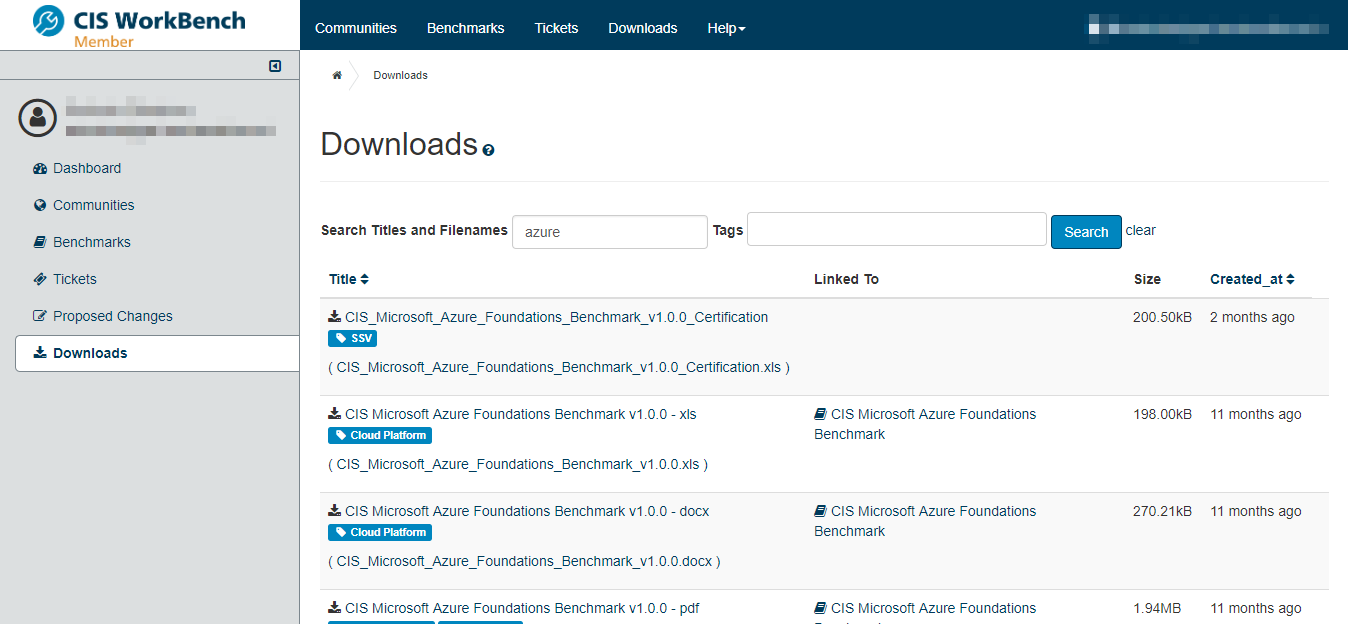 CIS WorkBench
Member
Communities Benchmarks Tickets Downloads Help
Downloads
Dashboard
Communities
Benchmarks
Tickets
Proposed Changes
Downloads
Downloads
Search Titles and Filenames azure Tags Search clear
Title Linked To Size Created_at
CIS_Microsoft_Azure_Foundations_Benchmark_v1.0.0_Certification 200.50kB 2 months ago
SSV
( CIS_Microsoft_Azure_Foundations_Benchmark_v1.0.0_Certification.xls )
CIS Microsoft Azure Foundations Benchmark v1.0.0 - xls CIS Microsoft Azure Foundations 198.00kB 11 months ago
Cloud Platform Benchmark
( CIS_Microsoft_Azure_Foundations_Benchmark_v1.0.0.xls )
CIS Microsoft Azure Foundations Benchmark v1.0.0 - docx CIS Microsoft Azure Foundations 270.21kB 11 months ago
Cloud Platform Benchmark
( CIS_Microsoft_Azure_Foundations_Benchmark_v1.0.0.docx )
CIS Microsoft Azure Foundations Benchmark v1.0.0 - pdf CIS Microsoft Azure Foundations 1.94MB 11 months ago